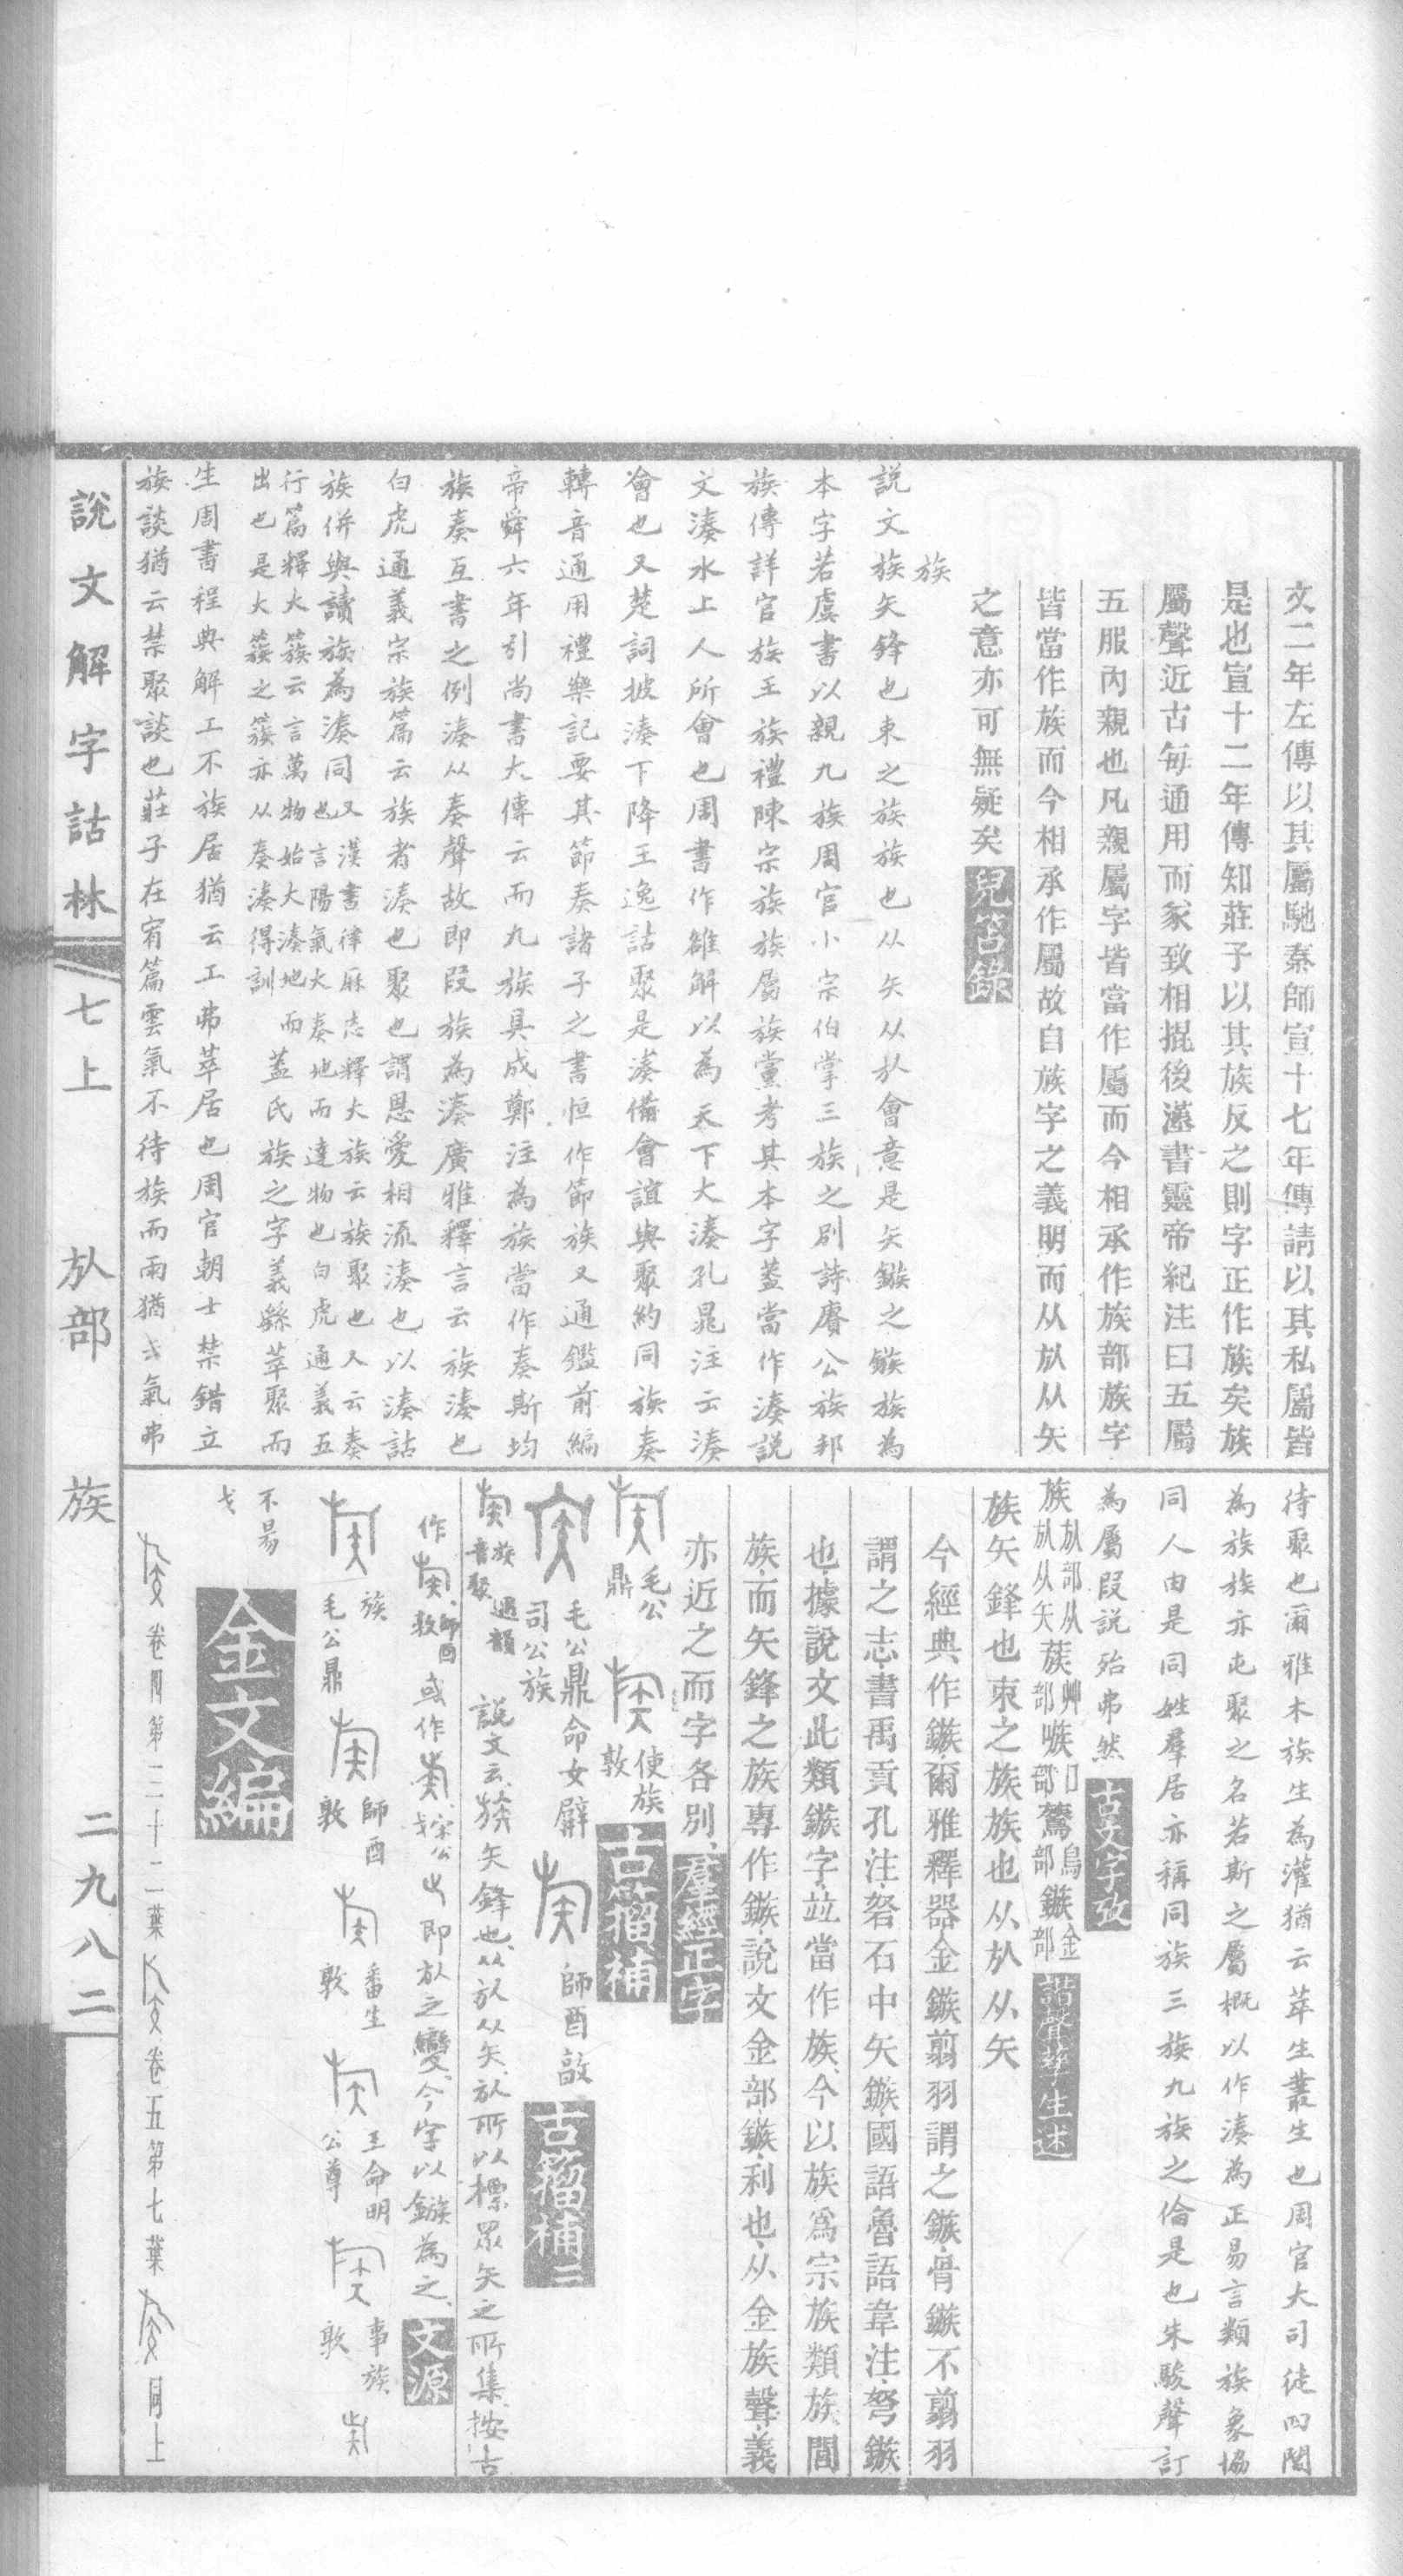 文二年左傳以其屬馳秦師宣十七年傳請以其私屬皆
是也宣十二年傳知莊子以其族反之則字正作族矣族
屬聲近古每通用而豕致相掍後漢書靈帝紀注曰五屬
五服內親也凡親屬字皆當作屬而今相承作族部族字
皆當作族而今相承作屬故自族字之義明而从㫃从矢
之意亦可無疑矣 兒笘錄
族
說文族矢鋒也束之族族也从矢从㫃會意是矢鏃之鏃族為
本字若虞書以親九族周官小宗伯掌三族之別詩麐公族邦
族傳詳官族王族禮陳宗族族屬族黨考其本字蓋當作湊說
文湊水上人所會也周書作雒解以為天下大湊孔晁注云湊
會也又楚詞披湊下降王逸詁聚是湊備會誼與聚約同族奏
轉音通用禮樂記要其節奏諸子之書恒作節族又通鑑前編
帝舜六年引尚書大傳云而九族具成鄭注為族當作奏斯均
族奏互書之例湊从奏聲故即叚族為湊廣雅釋言云族湊也
白虎通義宗族篇云族者湊也聚也謂恩愛相流湊也以湊詁
族併與讀族為湊同又漢書律厤志釋大族云族聚也又云奏
也言陽氣大奏地而達物也白虎通義五
行篇釋大簇云言萬物始大湊地而
出也是大簇之簇亦从奏湊得訓 蓋氏族之字義繇萃聚而
生周書程典解工不族居猶云工弗萃居也周官朝士禁錯立
族談猶云禁聚談也莊子在宥篇雲氣不待族而雨猶云氣弗
待聚也爾雅木族生為灌猶云萃生叢生也周官大司徒四閭
為族族亦屯聚之名若斯之屬概以作湊為正易言類族象協
同人由是同姓羣居亦稱同族三族九族之倫是也朱駿聲訂
為屬叚說殆弗然 古文字攷
族㫃部从㫃从矢 蔟艸部 嗾口部 鷟鳥部 鏃金部 諧聲孳生述
族矢鋒也束之族族也从㫃从矢
今經典作鏃爾雅釋器金鏃翦羽謂之鏃骨鏃不翦羽
謂之志書禹貢孔注砮石中矢鏃國語魯語韋注弩鏃
也據說文此類鏃字竝當作族今以族爲宗族類族閒
族而矢鋒之族專作鏃說文金部鏃利也从金族聲義
亦近之而字各別 羣經正字
毛公鼎 使族敦 古籀補
毛公鼎命女辥司公族 師酉敃 古籀補二
族 音聚 遇韻 說文云族矢鋒也从㫃从矢㫃所以標眾矢之所集按古
作 師酉敦 或作 宋公戈 即㫃之變今字以鏃為之 文源
族 毛公鼎 師酉敦 番生敦 王命明公尊 事族敦
不昜戈 金文編
卷四第三十二葉 卷五第七葉 同上
說文解字詁林 七上 㫃部 族 二九八二